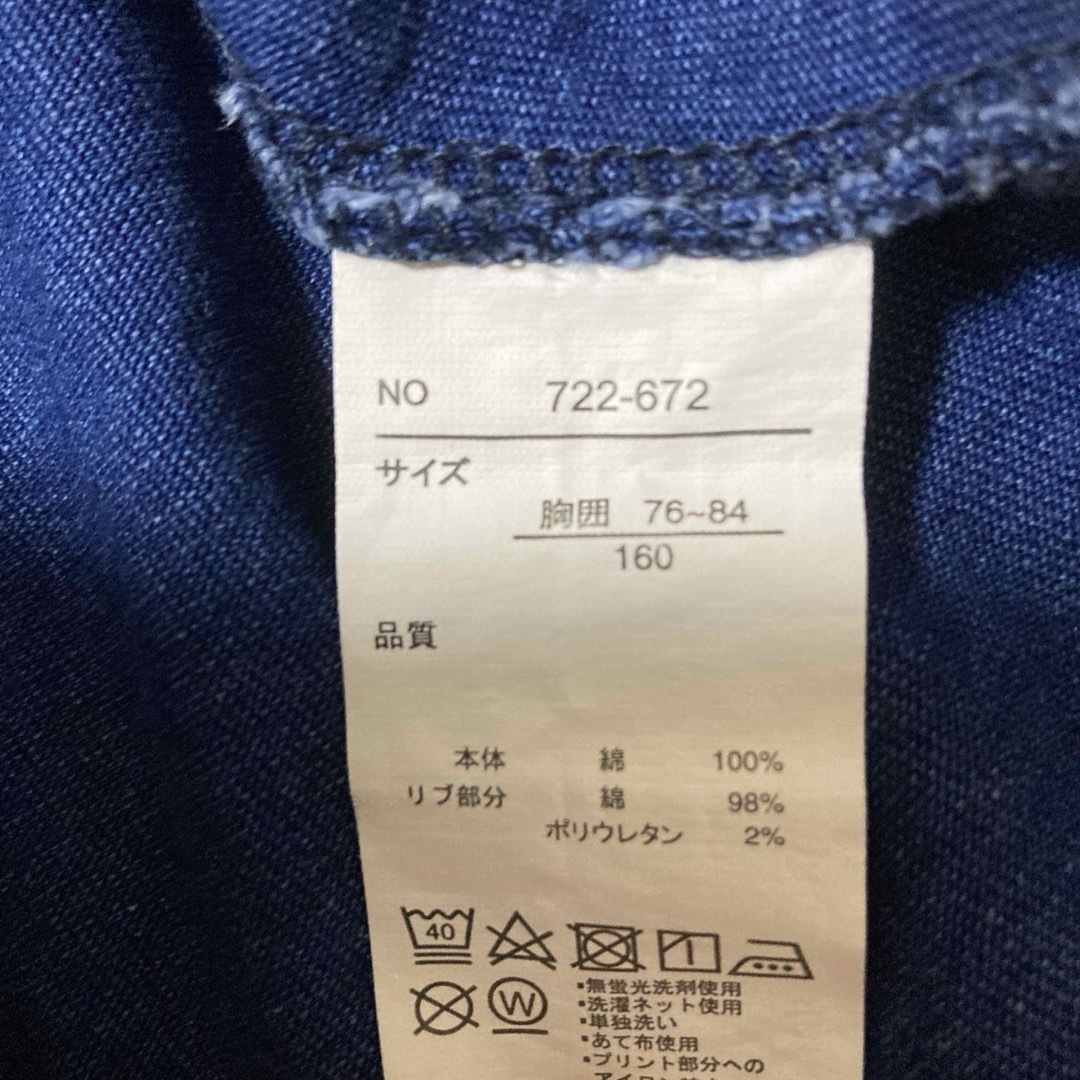 NO 722-672
サイズ
胸囲 76~84
160
品質
本体 綿 100%
リブ部分 綿 98%
ポリウレタン 2%
40
W
▪無蛍光洗剤使用
▪洗濯ネット使用
▪単独洗い
▪あて布使用
▪プリント部分への